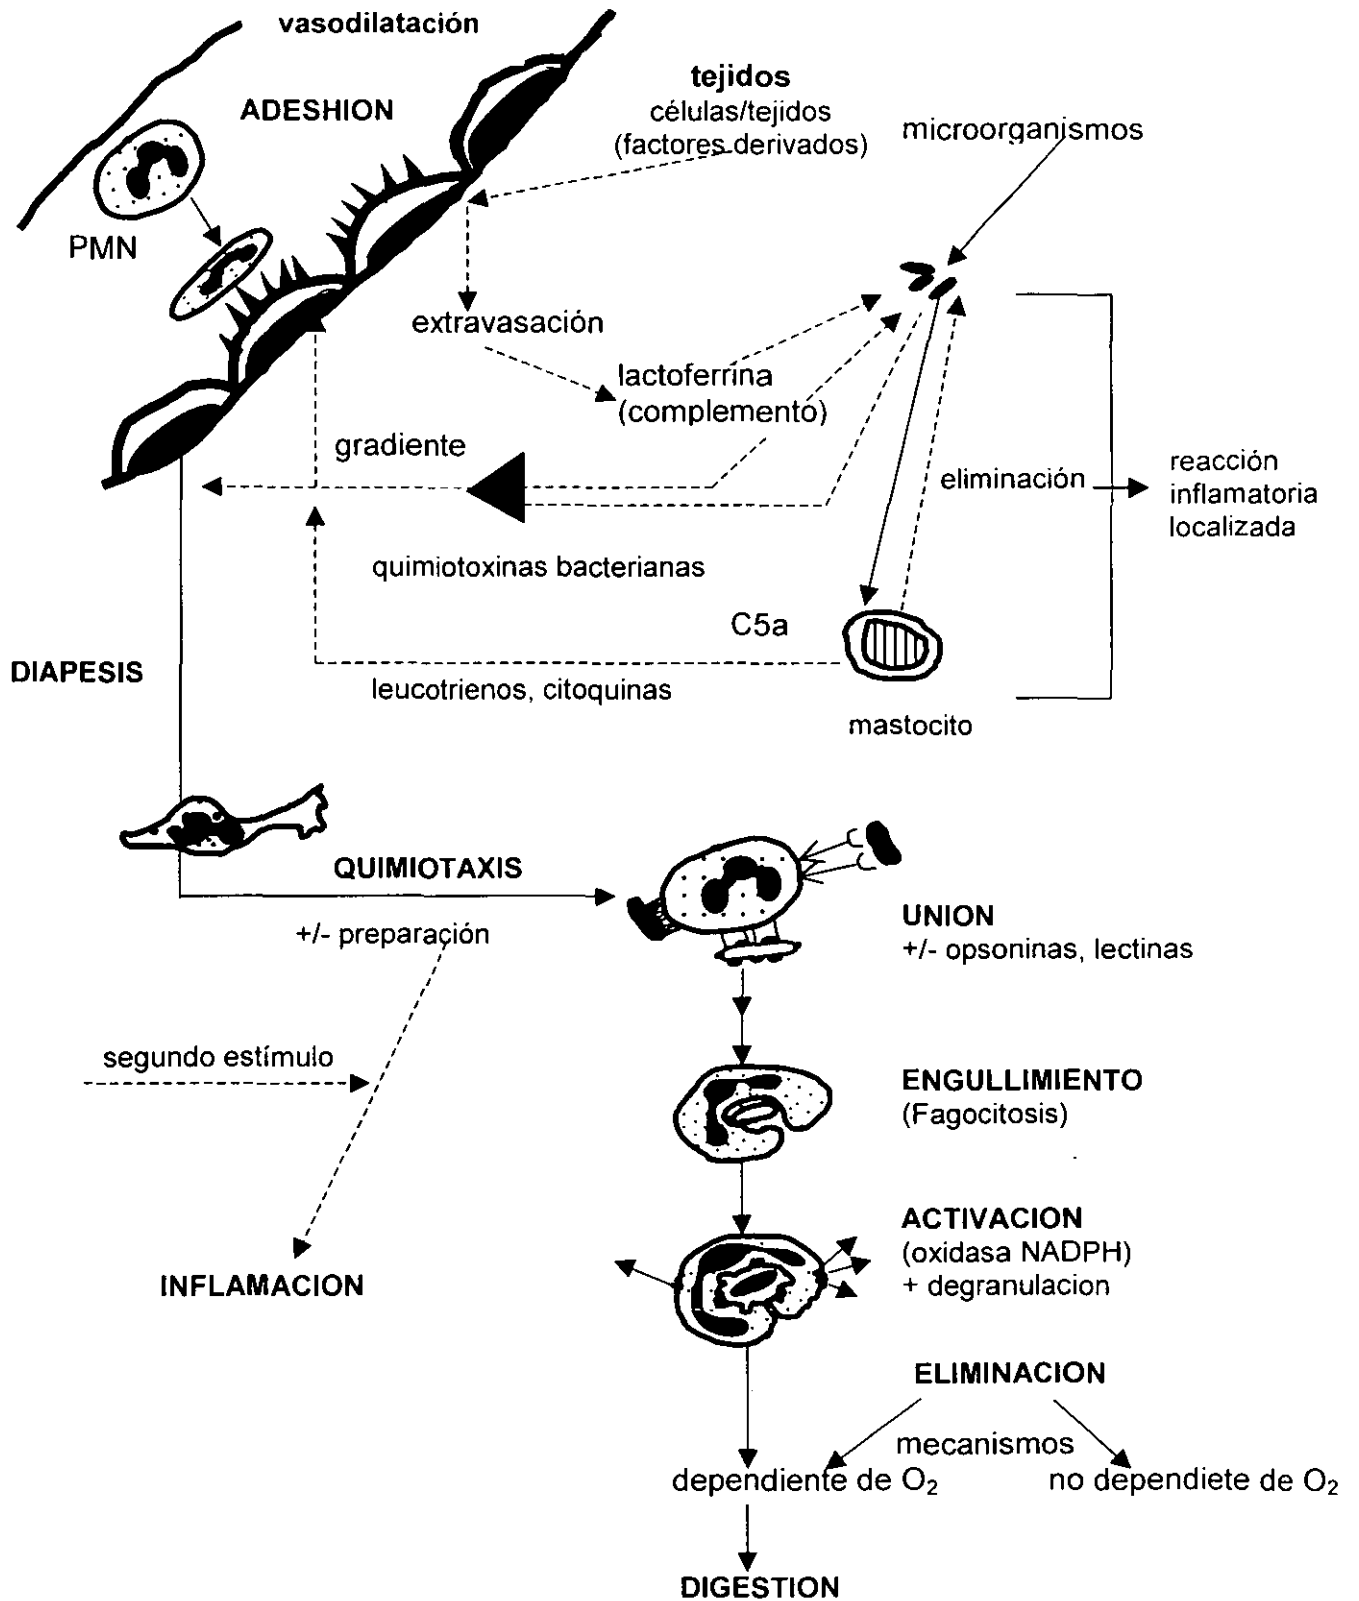 vasodilatación
ADESHION
tejidos
células/tejidos
(factores derivados)
microorganismos
PMN
extravasación
lactoferrina
(complemento)
gradiente
eliminación
reacción
inflamatoria
localizada
quimiotoxinas bacterianas
C5a
DIAPESIS
leucotrienos, citoquinas
mastocito
QUIMIOTAXIS
+/- preparación
UNION
+/- opsoninas, lectinas
segundo estímulo
ENGULLIMIENTO
(Fagocitosis)
ACTIVACION
(oxidasa NADPH)
+ degranulacion
INFLAMACION
ELIMINACION
mecanismos
dependiente de O₂
no dependiete de O₂
DIGESTION